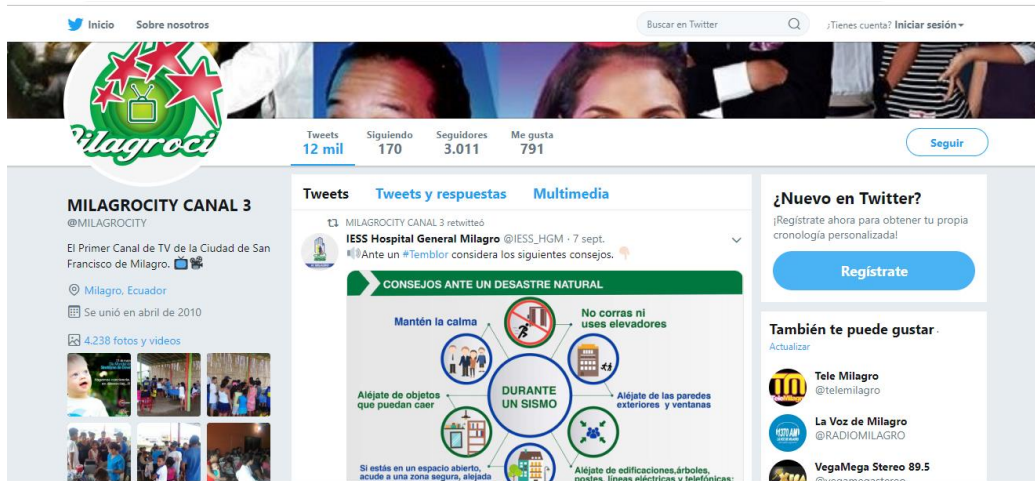 Inicio Sobre nosotros
Buscar en Twitter
¿Tienes cuenta? Iniciar sesión
Milagroci
Tweets Siguiendo Seguidores Me gusta
12 mil 170 3.011 791
Seguir
MILAGROCITY CANAL 3
@MILAGROCITY
El Primer Canal de TV de la Ciudad de San
Francisco de Milagro.
Milagro, Ecuador
Se unió en abril de 2010
4.238 fotos y videos
Tweets Tweets y respuestas Multimedia
MILAGROCITY CANAL 3 retwitteó
IESS Hospital General Milagro @IESS_HGM · 7 sept.
Ante un #Temblor considera los siguientes consejos.
CONSEJOS ANTE UN DESASTRE NATURAL
Mantén la calma
No corras ni
uses elevadores
Aléjate de objetos
que puedan caer
DURANTE
UN SISMO
Aléjate de las paredes
exteriores y ventanas
Si estás en un espacio abierto,
acude a una zona segura, alejada
Aléjate de edificaciones,árboles,
postes, líneas eléctricas y telefónicas;
¿Nuevo en Twitter?
¡Regístrate ahora para obtener tu propia
cronología personalizada!
Regístrate
También te puede gustar ·
Actualizar
Tele Milagro
@telemilagro
La Voz de Milagro
@RADIOMILAGRO
VegaMega Stereo 89.5
@vegamegastereo